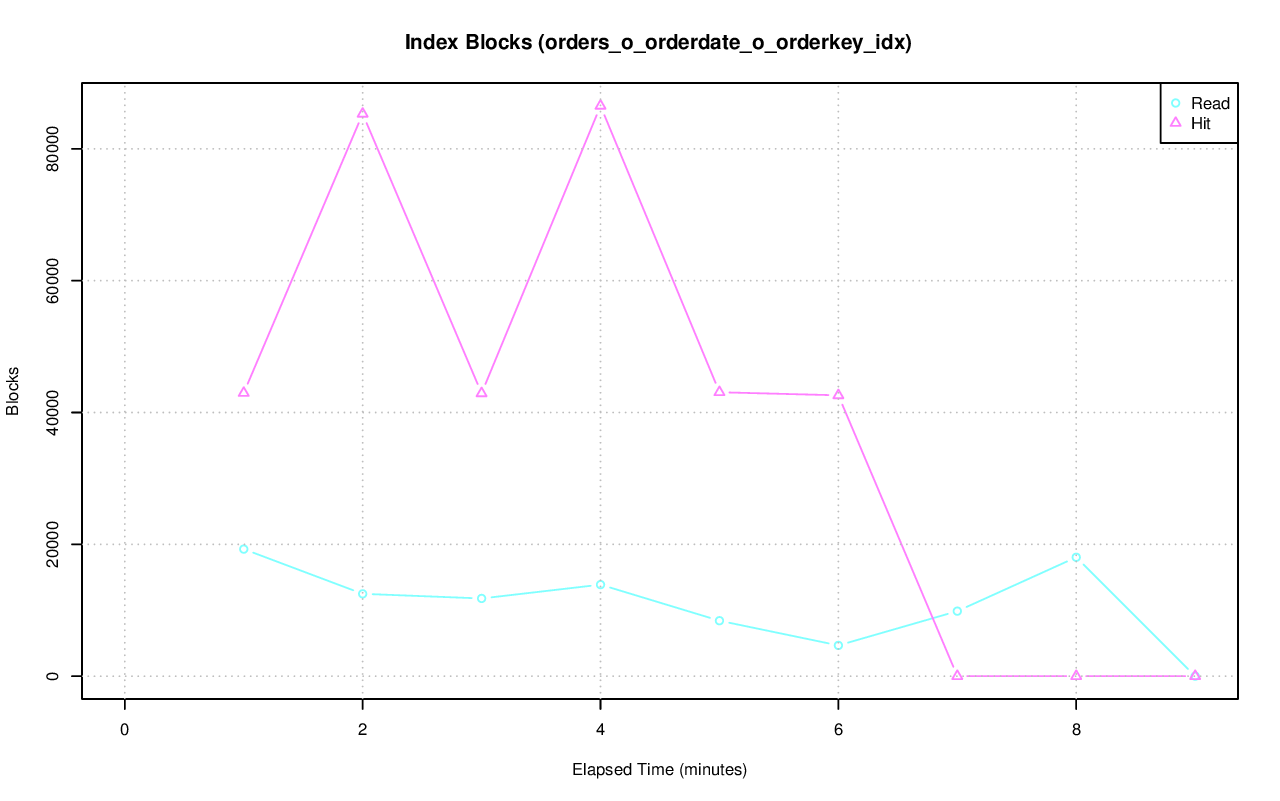 Index Blocks (orders_o_orderdate_o_orderkey_idx)
Read
Hit
Blocks
80000
60000
40000
20000
0
0 2 4 6 8
Elapsed Time (minutes)